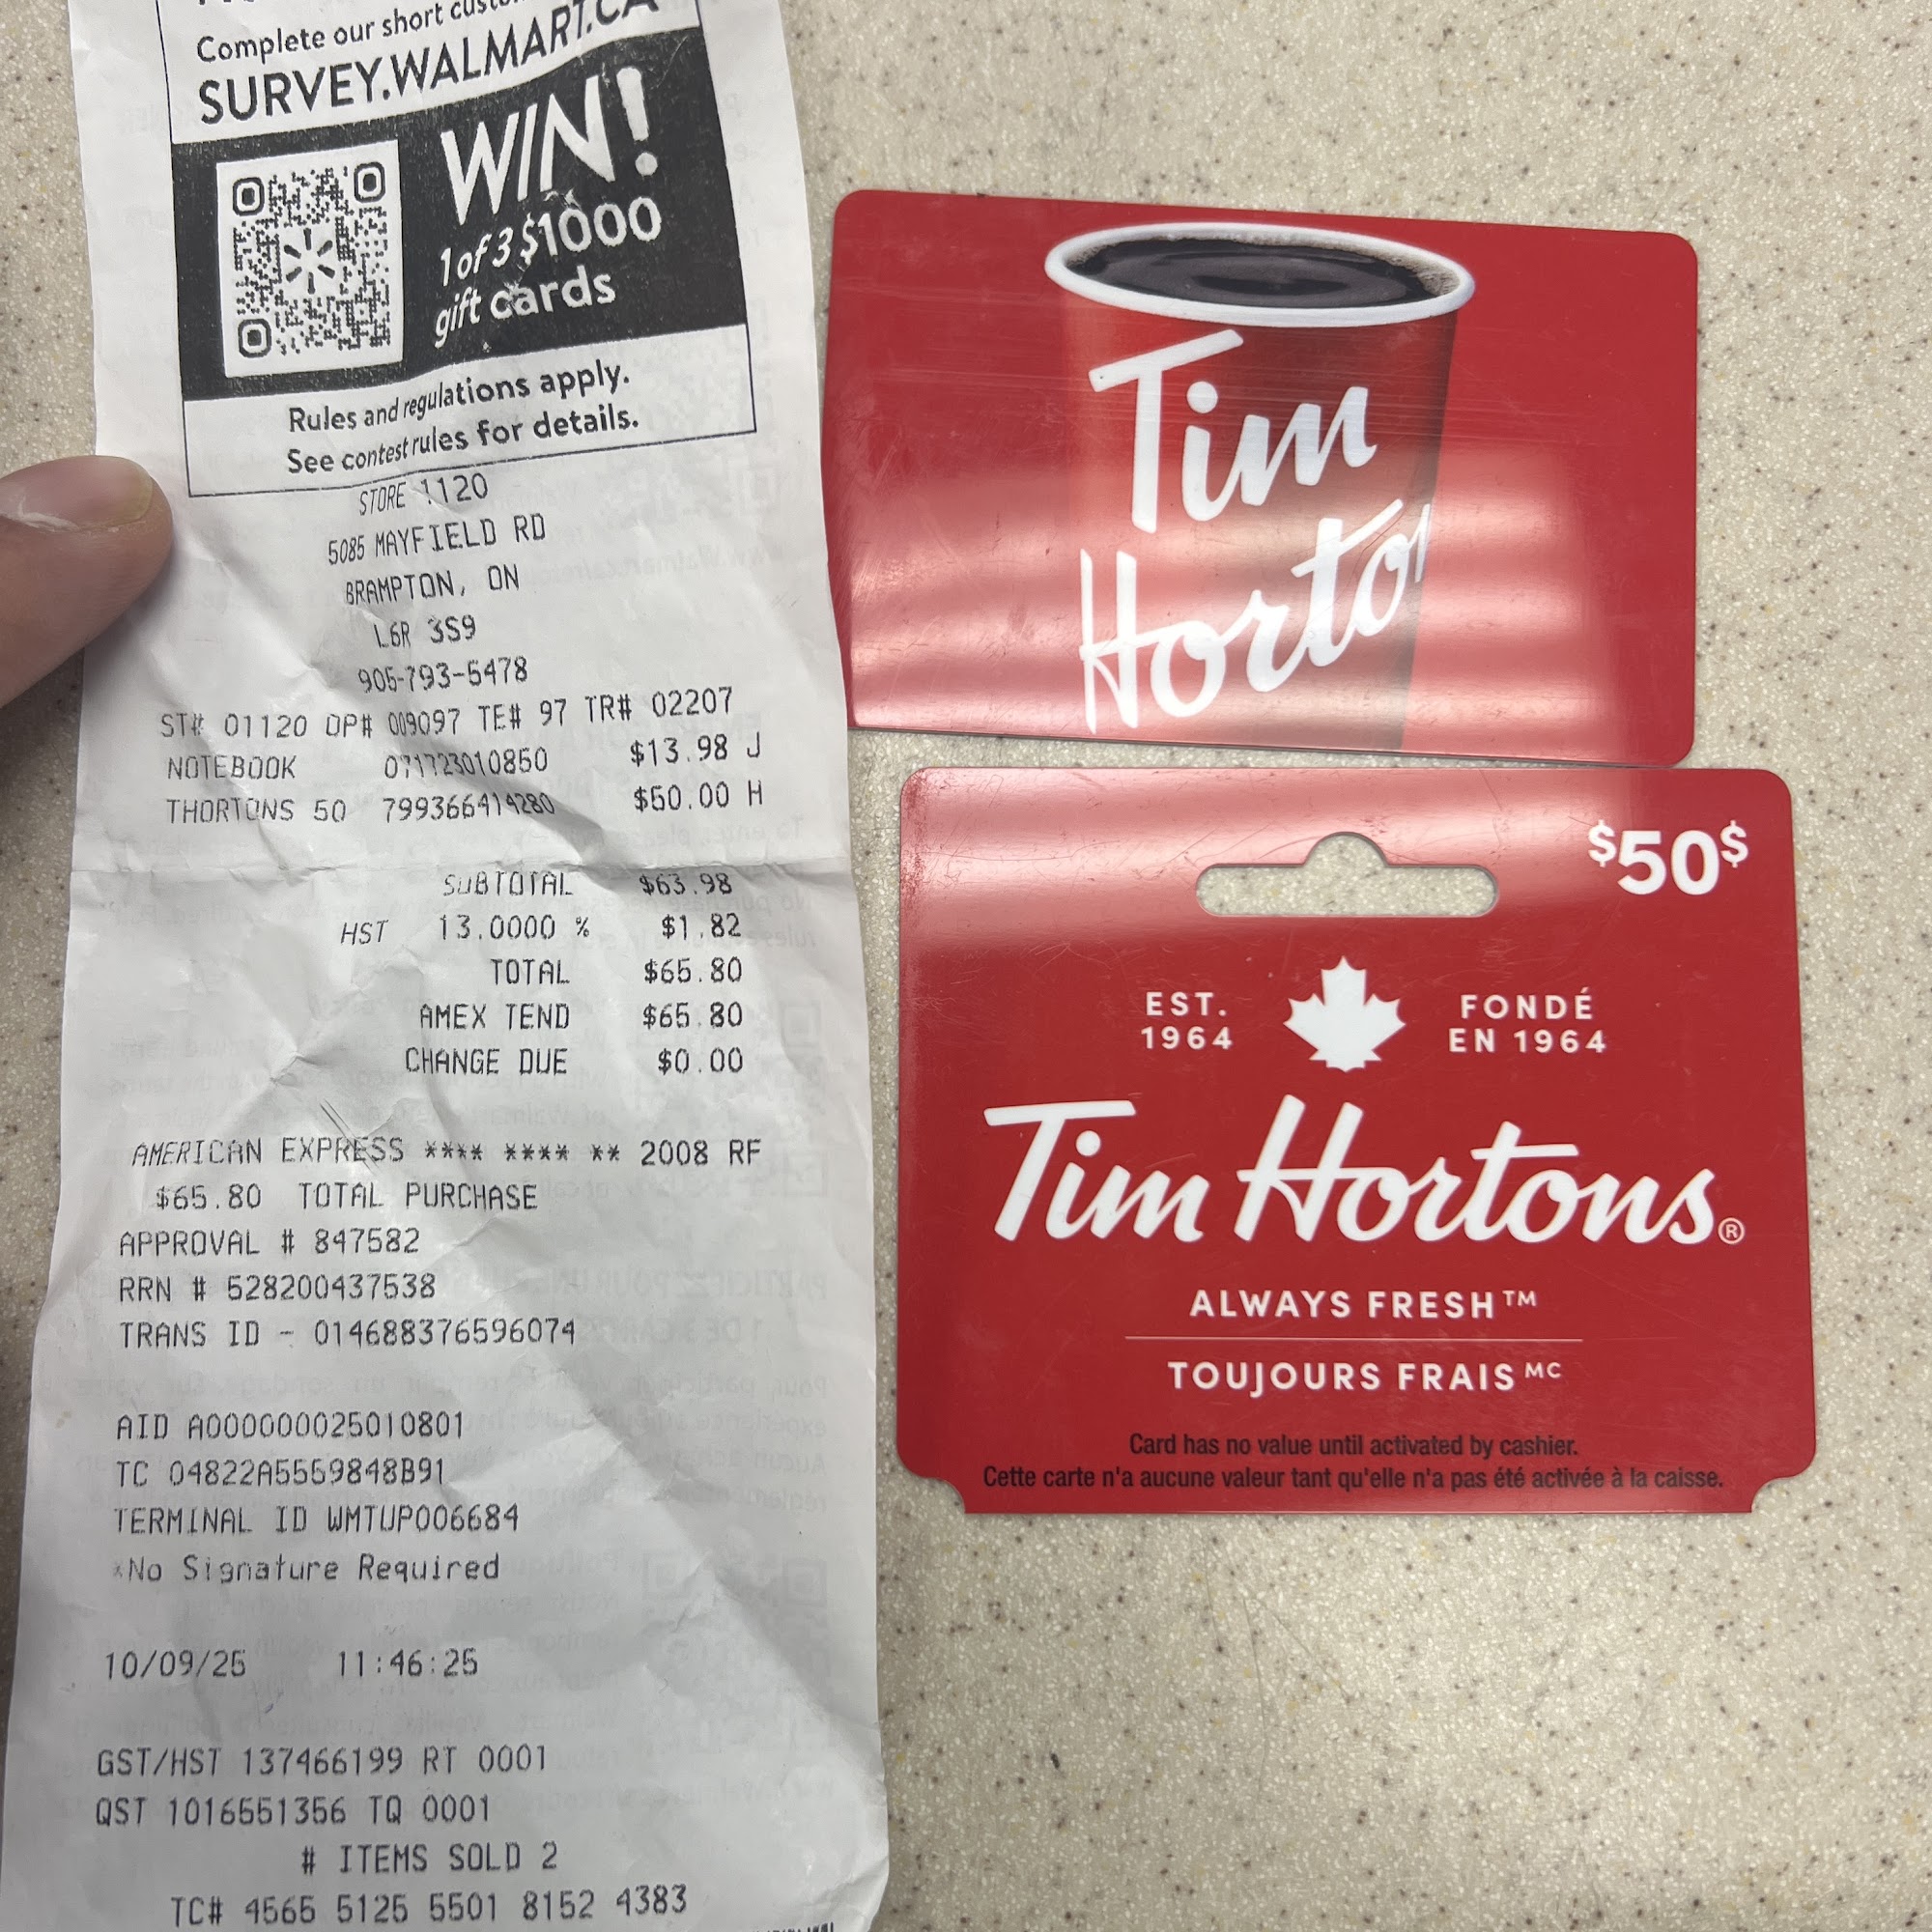 Complete our short
SURVEY.WALMART.CA
WIN!
1 of 3 $1000
gift cards
Rules and regulations apply.
See contest rules for details.
STORE 1120
5085 MAYFIELD RD
BRAMPTON, ON
L6R 3S9
905-793-5478
ST# 01120 OP# 009097 TE# 97 TR# 02207
NOTEBOOK 071723010850 $13.98 J
THORTONS 50 799366414280 $50.00 H
SUBTOTAL $63.98
HST 13.0000 % $1.82
TOTAL $65.80
AMEX TEND $65.80
CHANGE DUE $0.00
AMERICAN EXPRESS **** **** ** 2008 RF
$65.80 TOTAL PURCHASE
APPROVAL # 847582
RRN # 528200437538
TRANS ID - 014688376596074
AID A000000025010801
TC 04822A5559848B91
TERMINAL ID WMTUP006684
*No Signature Required
10/09/25 11:46:25
GST/HST 137466199 RT 0001
QST 1016551356 TQ 0001
# ITEMS SOLD 2
TC# 4565 5125 5501 8152 4383
Tim
Horto
$50$
EST.
1964
FONDÉ
EN 1964
Tim Hortons®
ALWAYS FRESH™
TOUJOURS FRAIS MC
Card has no value until activated by cashier.
Cette carte n'a aucune valeur tant qu'elle n'a pas été activée à la caisse.